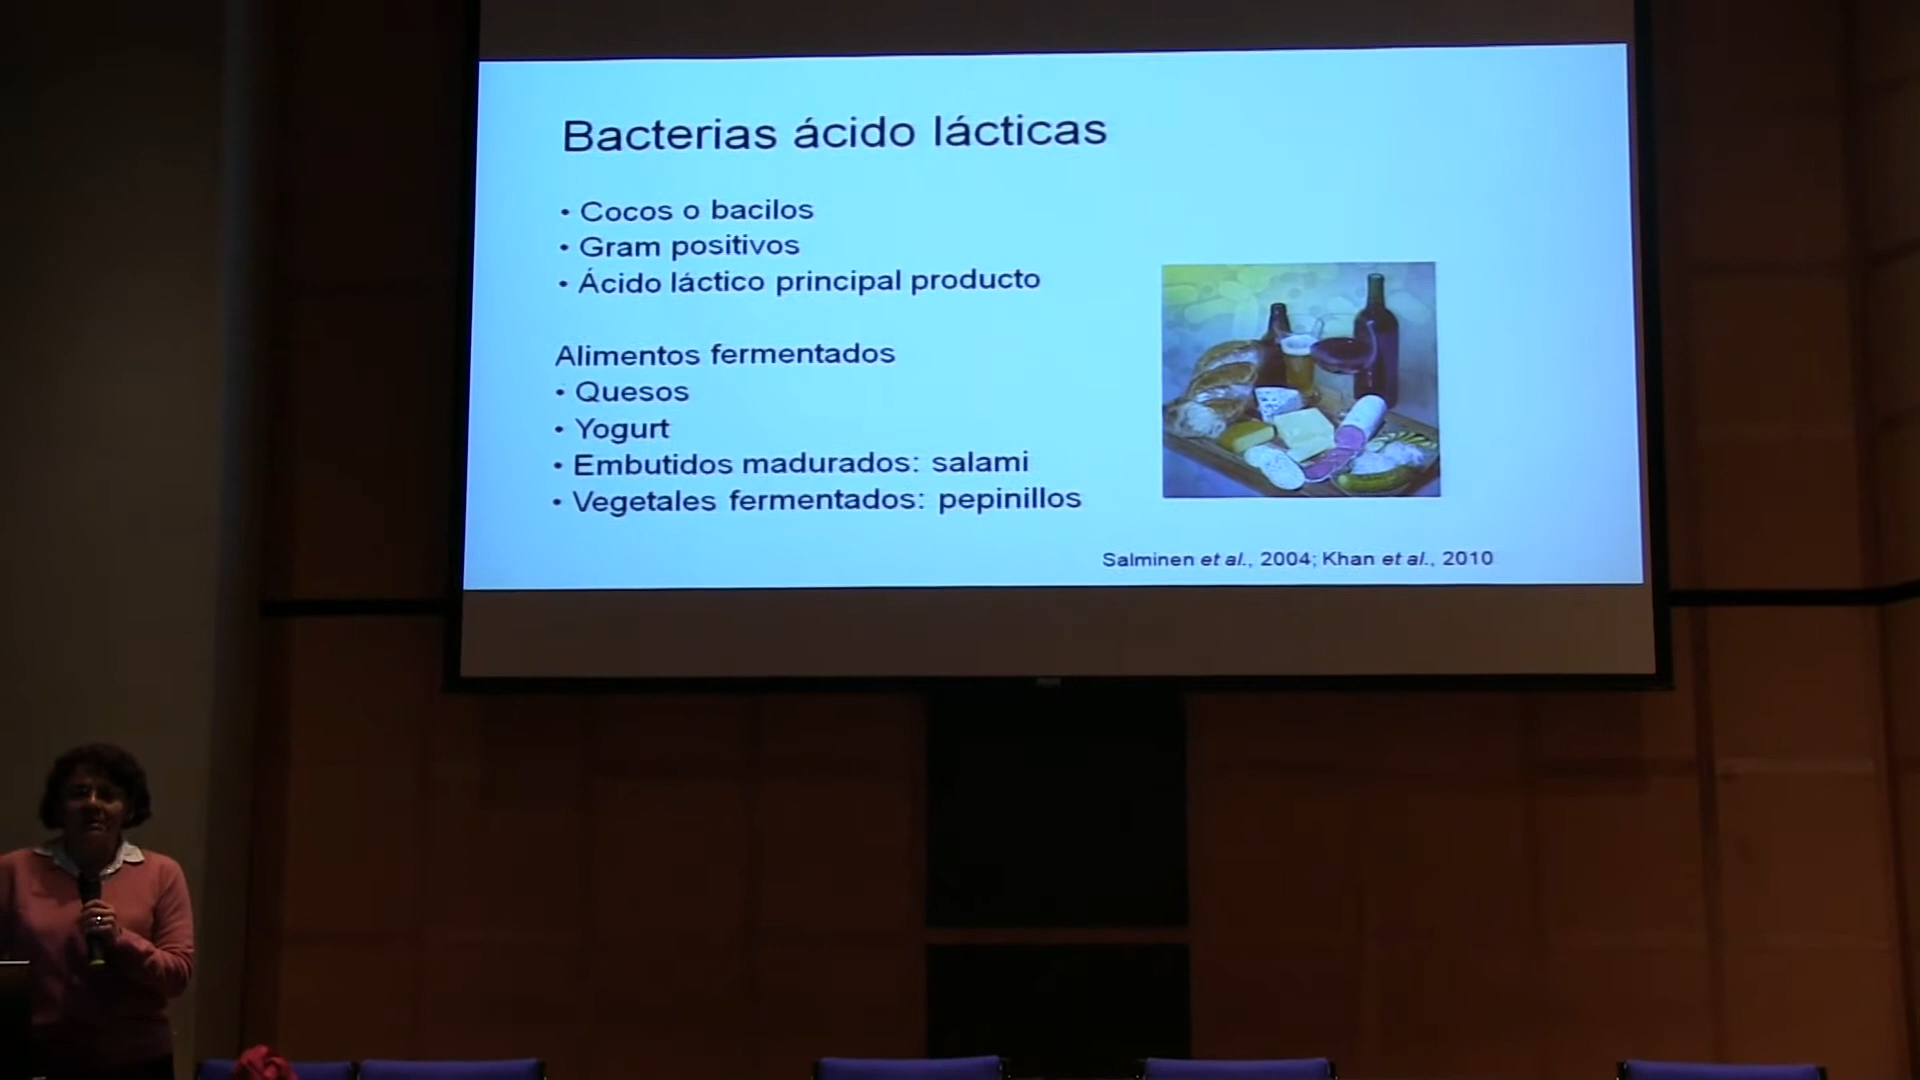 Bacterias ácido lácticas
• Cocos o bacilos
• Gram positivos
• Ácido láctico principal producto
Alimentos fermentados
• Quesos
• Yogurt
• Embutidos madurados: salami
• Vegetales fermentados: pepinillos
Salminen et al., 2004; Khan et al., 2010